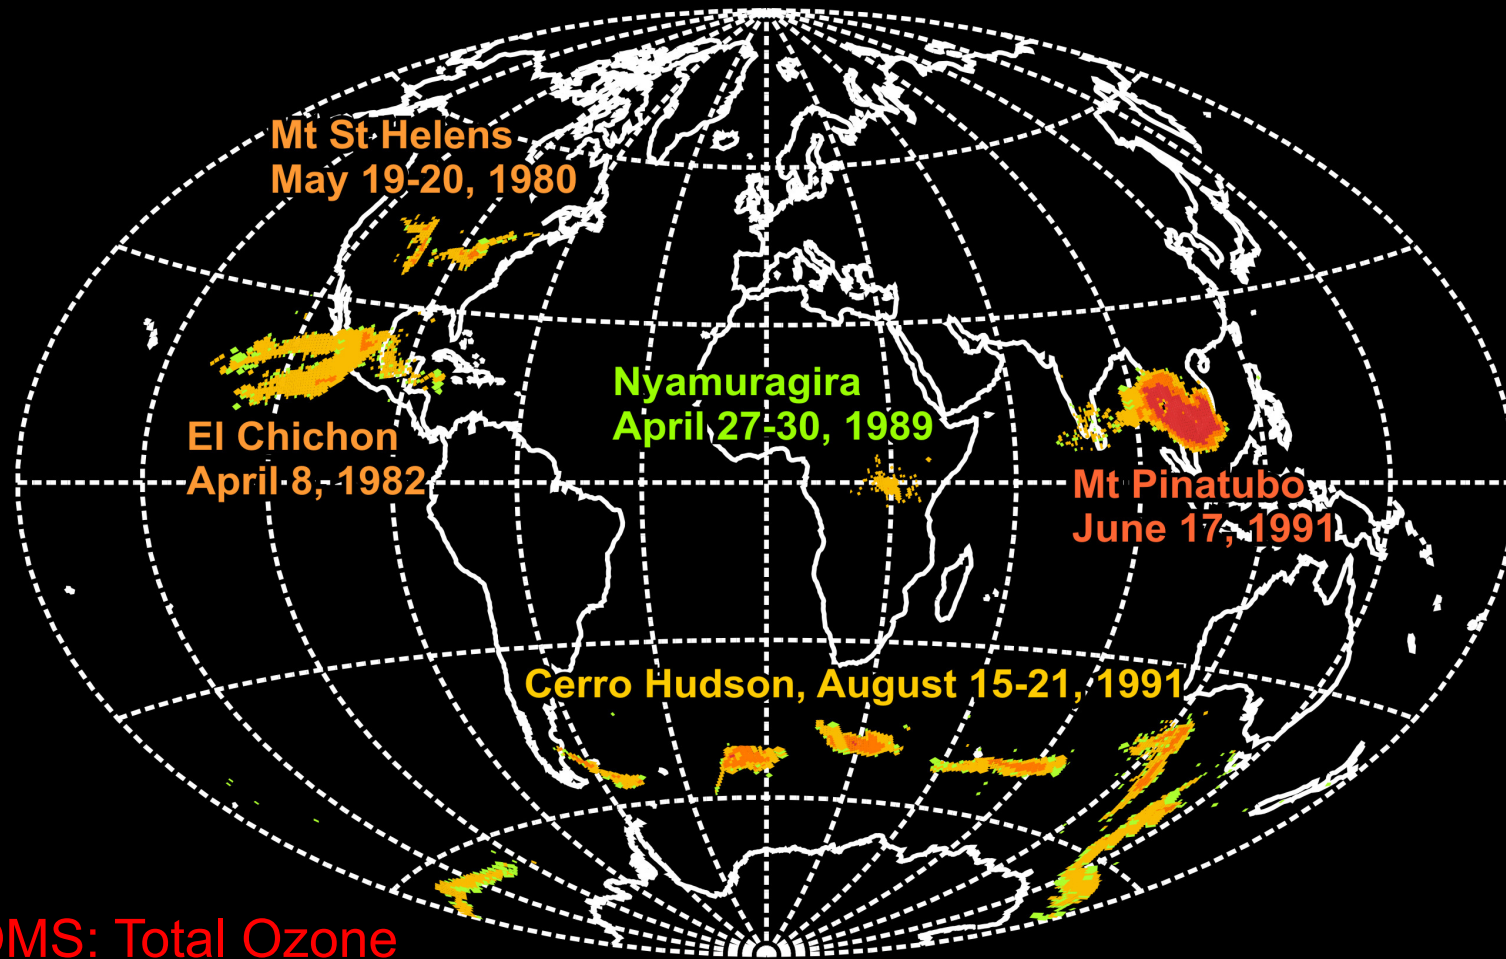 Mt St Helens
May 19-20, 1980
El Chichon
April 8, 1982
Nyamuragira
April 27-30, 1989
Mt Pinatubo
June 17, 1991
Cerro Hudson, August 15-21, 1991
OMS: Total Ozone